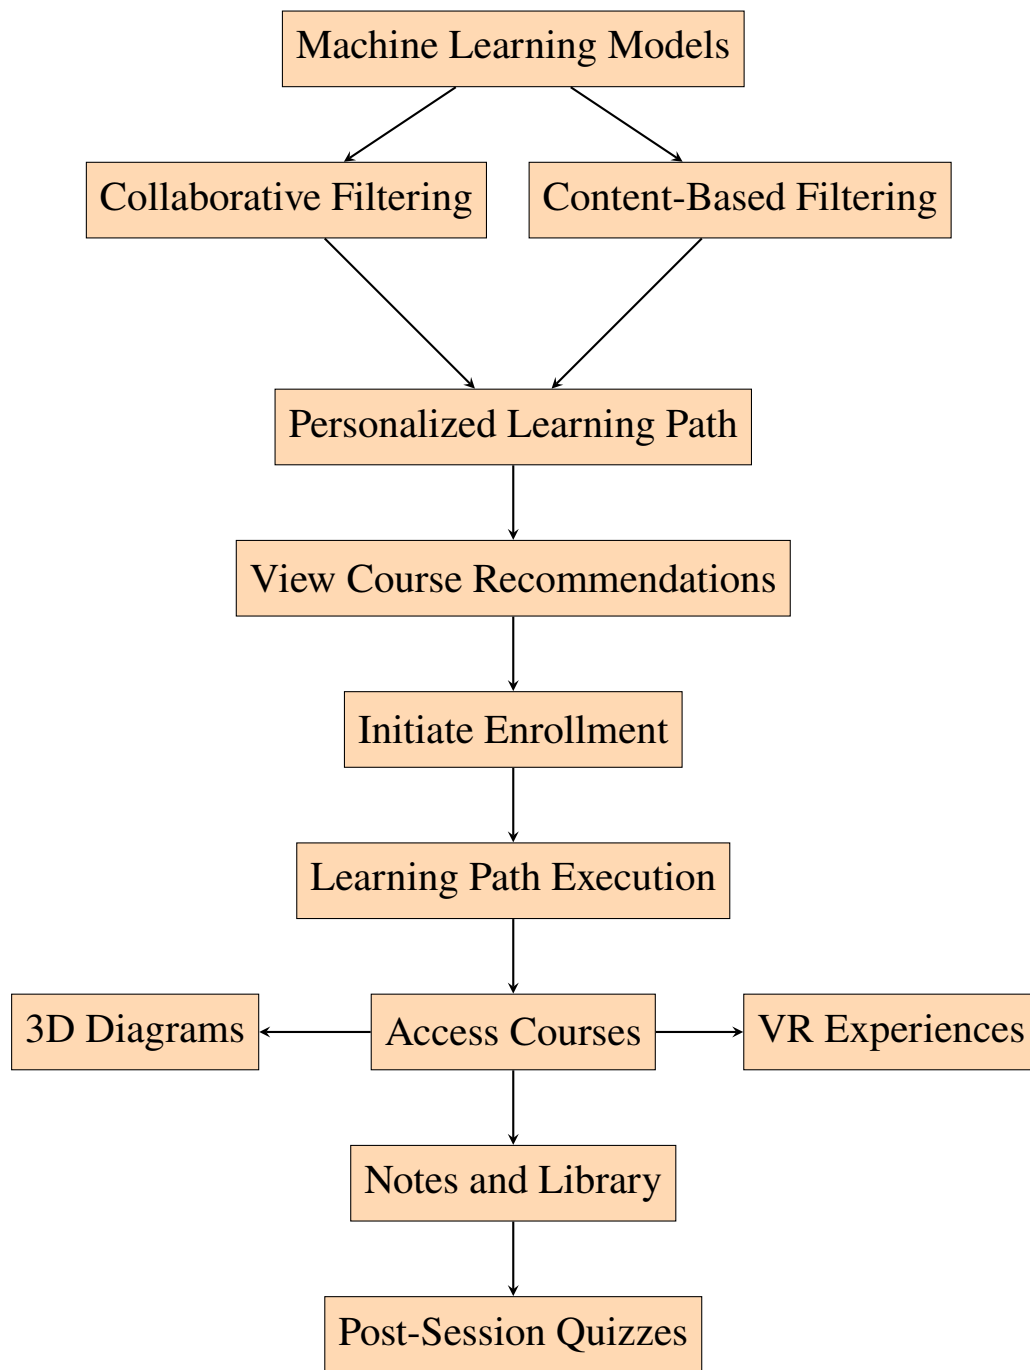 Machine Learning Models
Collaborative Filtering
Content-Based Filtering
Personalized Learning Path
View Course Recommendations
Initiate Enrollment
Learning Path Execution
3D Diagrams
Access Courses
VR Experiences
Notes and Library
Post-Session Quizzes